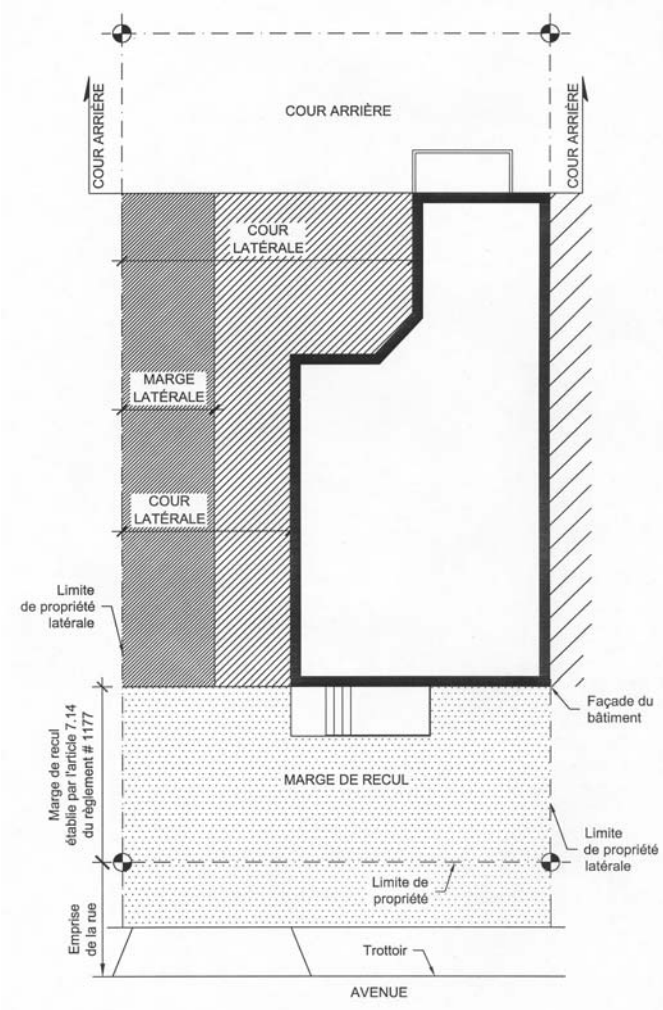 COUR ARRIÈRE
COUR ARRIÈRE
COUR ARRIÈRE
COUR
LATÉRALE
MARGE
LATÉRALE
COUR
LATÉRALE
Limite
de propriété
latérale
Façade du
bâtiment
Marge de recul
établie par l'article 7.14
du règlement # 1177
MARGE DE RECUL
Limite
de propriété
latérale
Limite de
propriété
Emprise
de la rue
Trottoir
AVENUE